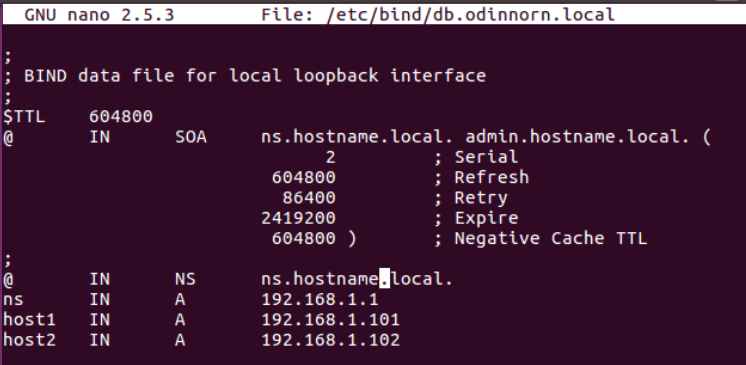 GNU nano 2.5.3 File: /etc/bind/db.odinnorn.local
;
; BIND data file for local loopback interface
;
$TTL 604800
@ IN SOA ns.hostname.local. admin.hostname.local. (
2 ; Serial
604800 ; Refresh
86400 ; Retry
2419200 ; Expire
604800 ) ; Negative Cache TTL
;
@ IN NS ns.hostname.local.
ns IN A 192.168.1.1
host1 IN A 192.168.1.101
host2 IN A 192.168.1.102